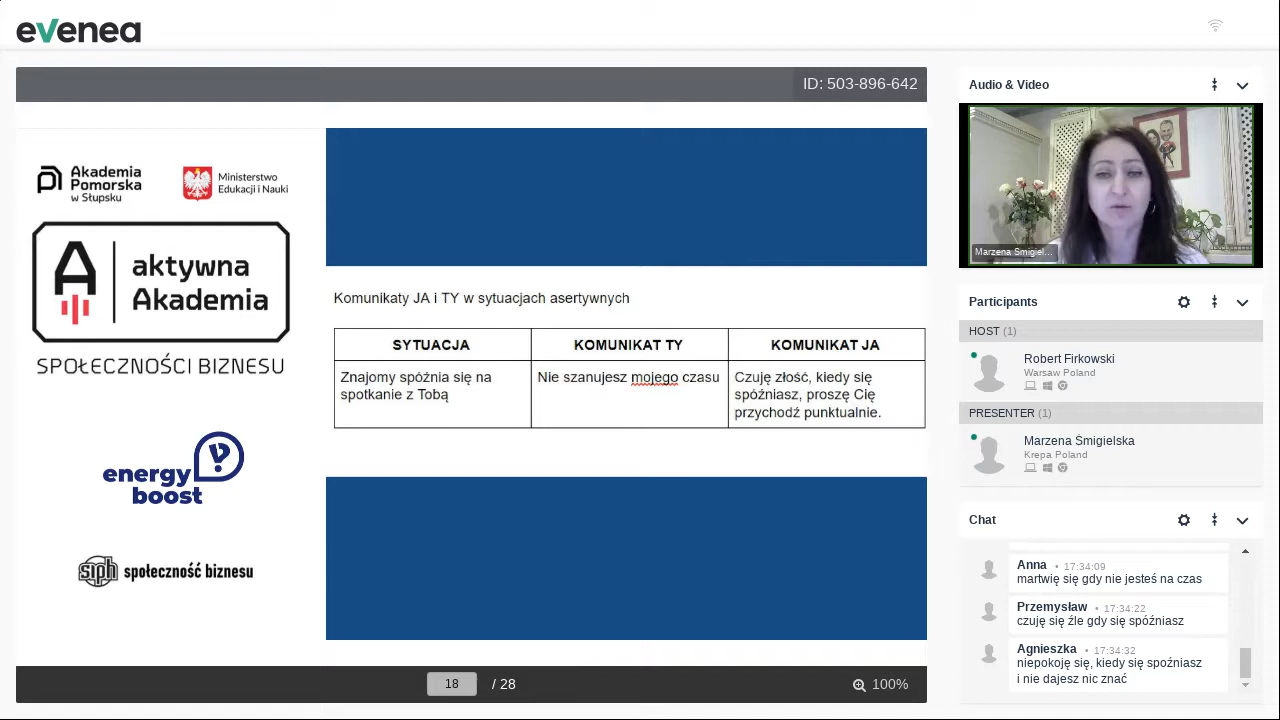 evenea
ID: 503-896-642
Akademia
Pomorska
w Słupsku
Ministerstwo
Edukacji i Nauki
aktywna
Akademia
SPOŁECZNOŚCI BIZNESU
energy
boost
siph społeczność biznesu
Komunikaty JA i TY w sytuacjach asertywnych
SYTUACJA
KOMUNIKAT TY
KOMUNIKAT JA
Znajomy spóźnia się na
spotkanie z Tobą
Nie szanujesz mojego czasu
Czuję złość, kiedy się
spóźniasz, proszę Cię
przychodź punktualnie.
18 / 28
100%
Audio & Video
Marzena Śmigiel...
Participants
HOST (1)
Robert Firkowski
Warsaw Poland
PRESENTER (1)
Marzena Śmigielska
Krepa Poland
Chat
Anna • 17:34:09
martwię się gdy nie jesteś na czas
Przemysław • 17:34:22
czuję się źle gdy się spóźniasz
Agnieszka • 17:34:32
niepokoję się, kiedy się spoźniasz
i nie dajesz nic znać